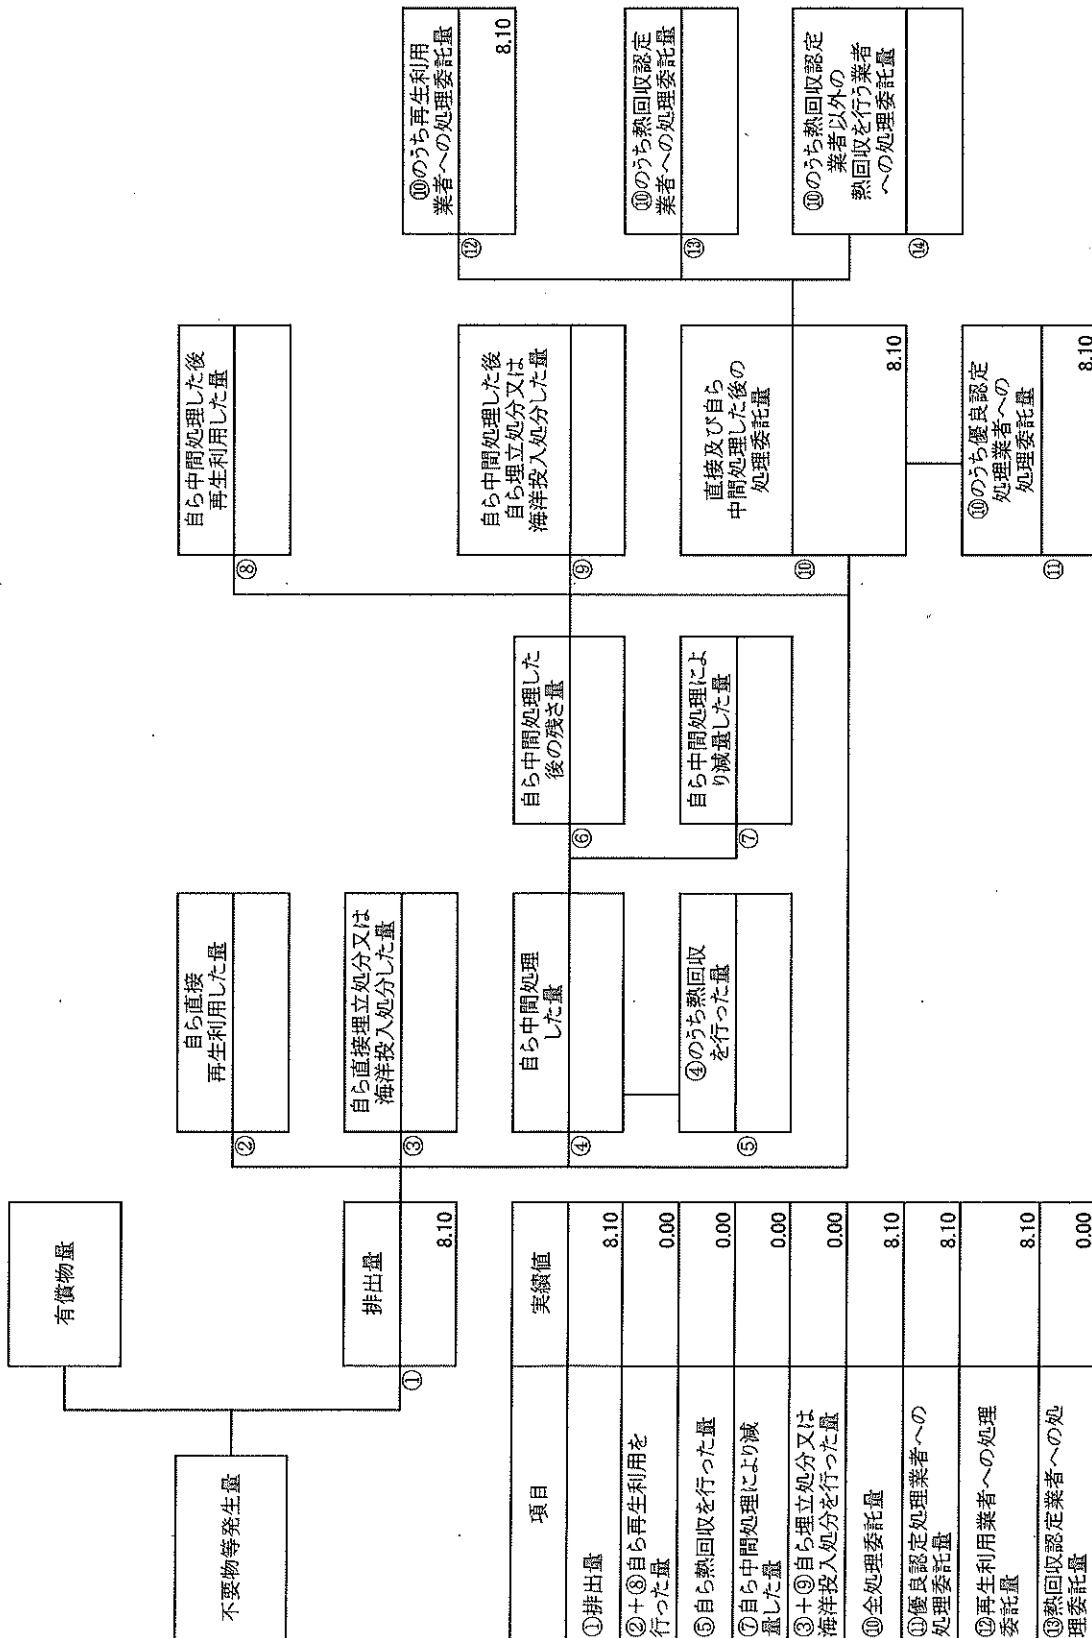 不要物等発生量
有償物量
排出量
①
8.10
自ら直接
再生利用した量
②
自ら直接埋立処分又は
海洋投入処分した量
③
自ら中間処理
した量
④
④のうち熱回収
を行った量
⑤
自ら中間処理した
後の残さ量
⑥
自ら中間処理によ
り減量した量
⑦
自ら中間処理した後
再生利用した量
⑧
自ら中間処理した後
自ら埋立処分又は
海洋投入処分した量
⑨
直接及び自ら
中間処理した後の
処理委託量
⑩
8.10
⑩のうち優良認定
処理業者への
処理委託量
⑪
8.10
⑩のうち再生利用
業者への処理委託量
⑫
8.10
⑩のうち熱回収認定
業者への処理委託量
⑬
⑩のうち熱回収認定
業者以外の
熱回収を行う業者
への処理委託量
⑭
項目 実績値
①排出量 8.10
②+⑧自ら再生利用を
行った量 0.00
⑤自ら熱回収を行った量 0.00
⑦自ら中間処理により減
量した量 0.00
③+⑨自ら埋立処分又は
海洋投入処分を行った量 0.00
⑩全処理委託量 8.10
⑪優良認定処理業者への
処理委託量 8.10
⑫再生利用業者への処理
委託量 8.10
⑬熱回収認定業者への処
理委託量 0.00